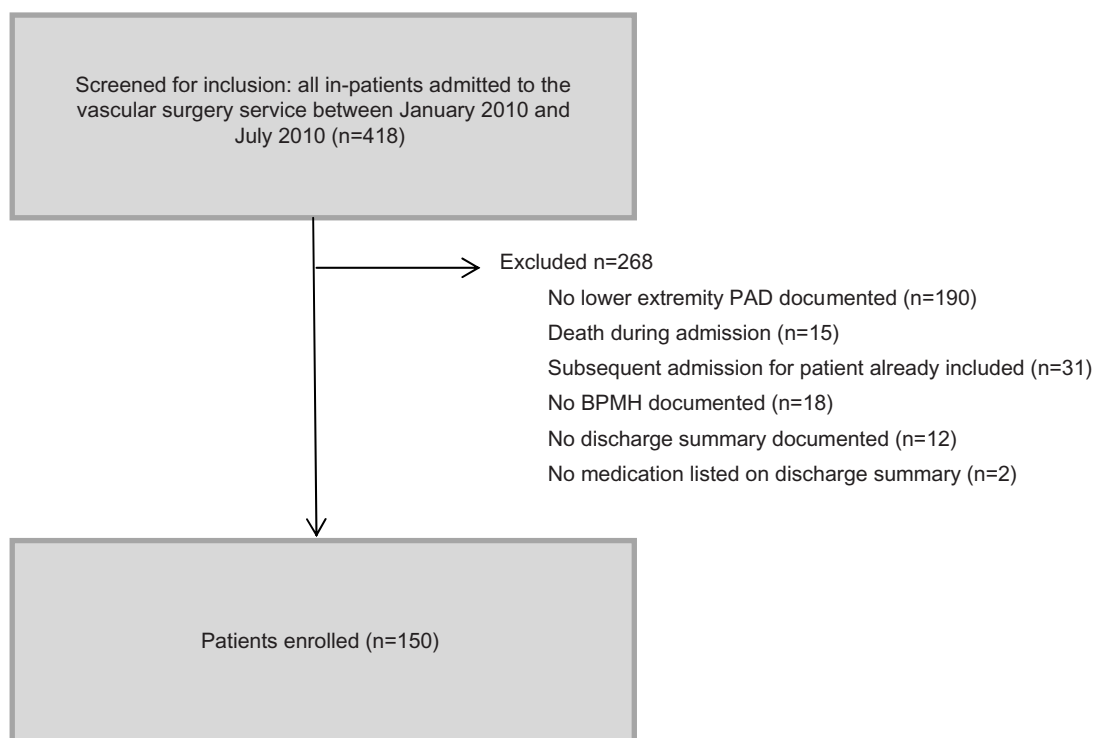 Screened for inclusion: all in-patients admitted to the
vascular surgery service between January 2010 and
July 2010 (n=418)
Excluded n=268
No lower extremity PAD documented (n=190)
Death during admission (n=15)
Subsequent admission for patient already included (n=31)
No BPMH documented (n=18)
No discharge summary documented (n=12)
No medication listed on discharge summary (n=2)
Patients enrolled (n=150)